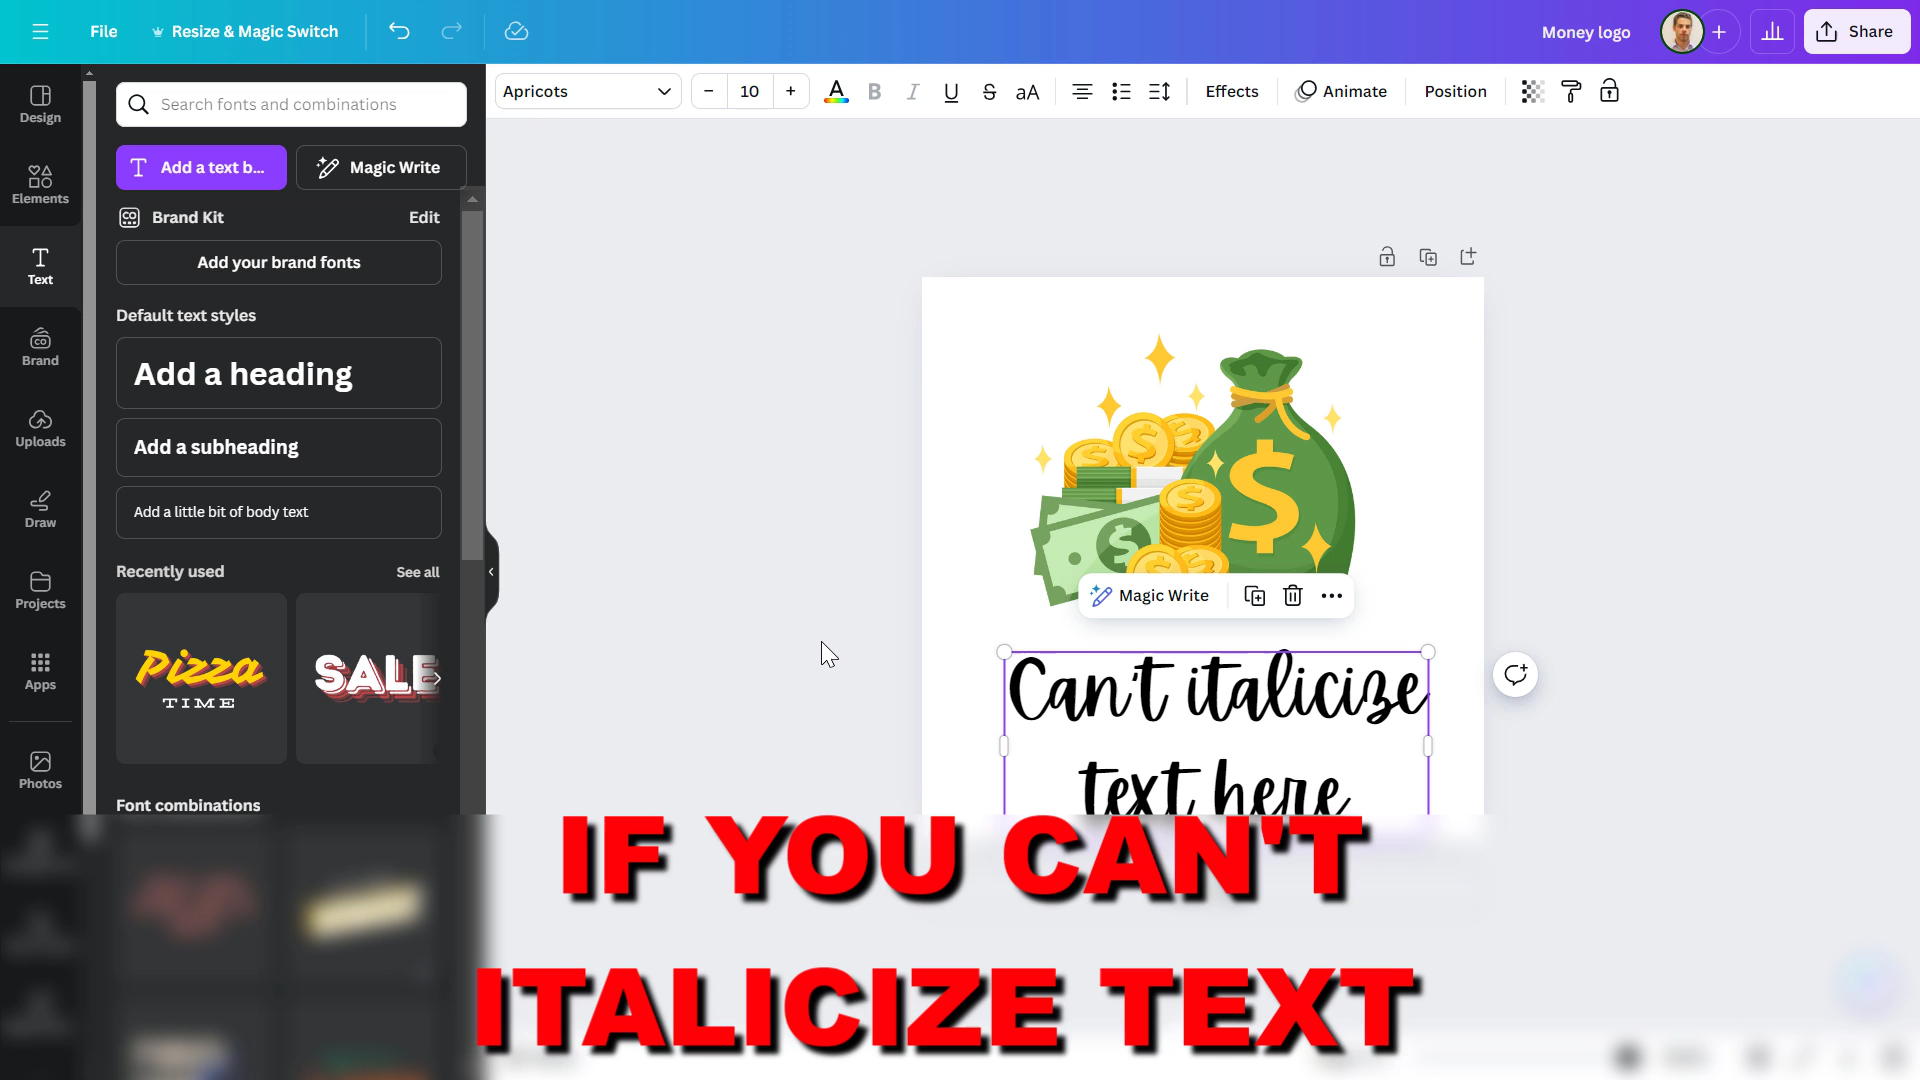 File
Resize & Magic Switch
Money logo
Share
Design
Elements
Text
Brand
Uploads
Draw
Projects
Apps
Photos
Search fonts and combinations
Add a text b...
Magic Write
Brand Kit
Edit
Add your brand fonts
Default text styles
Add a heading
Add a subheading
Add a little bit of body text
Recently used
See all
Pizza
TIME
SALE
Font combinations
Apricots
– 10 +
A B I U S aA
Effects
Animate
Position
$
Magic Write
Can't italicize
text here
IF YOU CAN'T
ITALICIZE TEXT